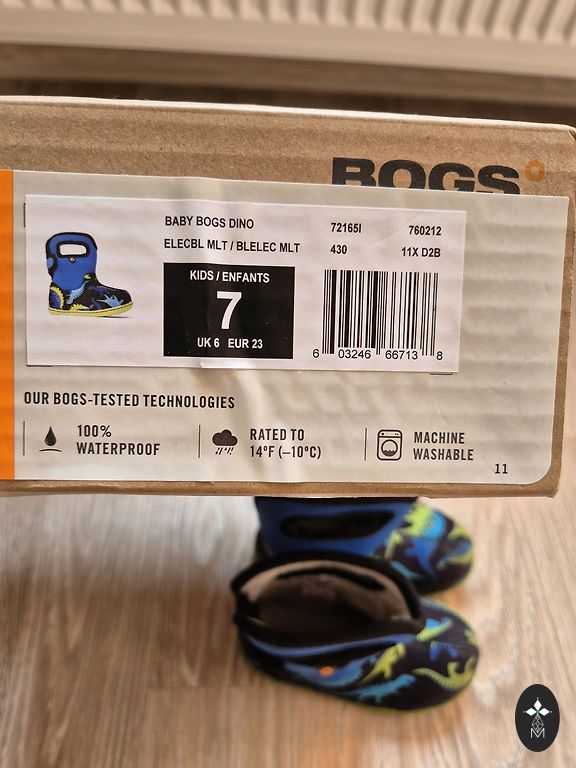 BOGS
BABY BOGS DINO 72165I 760212
ELECBL MLT / BLELEC MLT 430 11X D2B
KIDS / ENFANTS
7
UK 6 EUR 23
6 03246 66713 8
OUR BOGS-TESTED TECHNOLOGIES
100%
WATERPROOF
RATED TO
14°F (–10°C)
MACHINE
WASHABLE
11
M